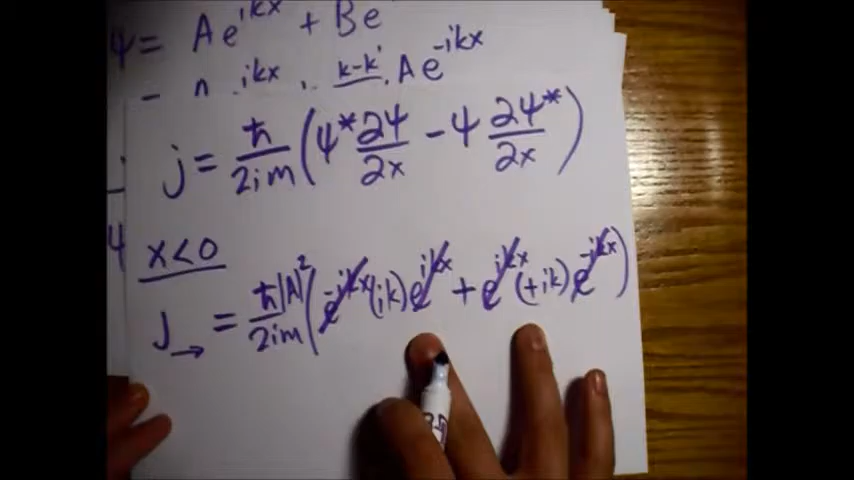 ψ = Ae^{ikx} + Be
k-k' Ae^{-ikx}
j = ħ/2im (ψ* ∂ψ/∂x - ψ ∂ψ*/∂x)
x<0
J→ = ħ|A|²/2im (e^{-ikx}(ik)e^{ikx} + e^{ikx}(+ik)e^{-ikx})